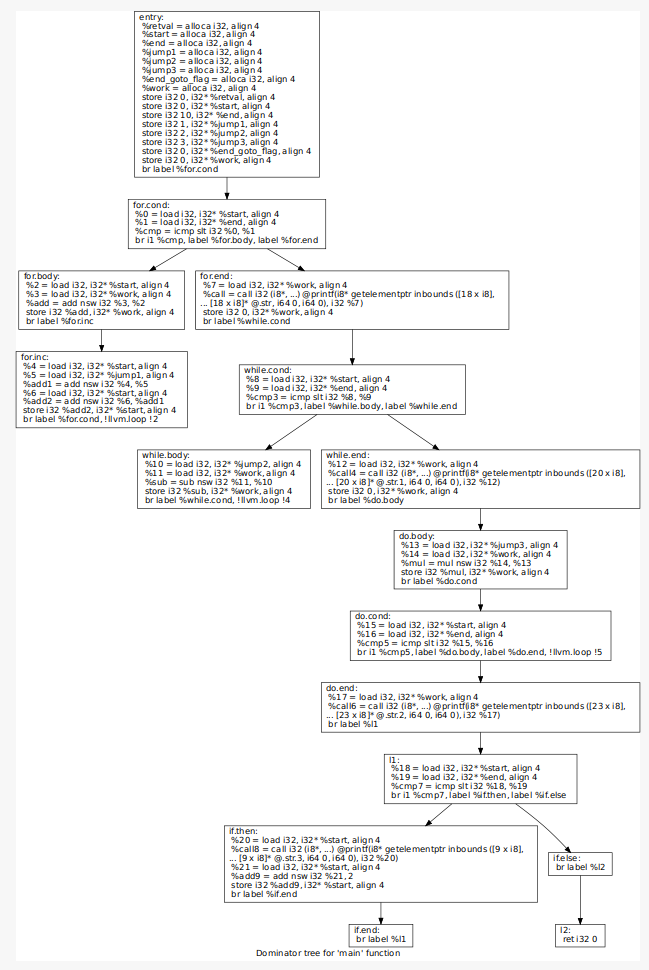 entry:
%retval = alloca i32, align 4
%start = alloca i32, align 4
%end = alloca i32, align 4
%jump1 = alloca i32, align 4
%jump2 = alloca i32, align 4
%jump3 = alloca i32, align 4
%end_goto_flag = alloca i32, align 4
%work = alloca i32, align 4
store i32 0, i32* %retval, align 4
store i32 0, i32* %start, align 4
store i32 10, i32* %end, align 4
store i32 1, i32* %jump1, align 4
store i32 2, i32* %jump2, align 4
store i32 3, i32* %jump3, align 4
store i32 0, i32* %end_goto_flag, align 4
store i32 0, i32* %work, align 4
br label %for.cond
for.cond:
%0 = load i32, i32* %start, align 4
%1 = load i32, i32* %end, align 4
%cmp = icmp slt i32 %0, %1
br i1 %cmp, label %for.body, label %for.end
for.body:
%2 = load i32, i32* %start, align 4
%3 = load i32, i32* %work, align 4
%add = add nsw i32 %3, %2
store i32 %add, i32* %work, align 4
br label %for.inc
for.end:
%7 = load i32, i32* %work, align 4
%call = call i32 (i8*, ...) @printf(i8* getelementptr inbounds ([18 x i8],
... [18 x i8]* @.str, i64 0, i64 0), i32 %7)
store i32 0, i32* %work, align 4
br label %while.cond
for.inc:
%4 = load i32, i32* %start, align 4
%5 = load i32, i32* %jump1, align 4
%add1 = add nsw i32 %4, %5
%6 = load i32, i32* %start, align 4
%add2 = add nsw i32 %6, %add1
store i32 %add2, i32* %start, align 4
br label %for.cond, !llvm.loop !2
while.cond:
%8 = load i32, i32* %start, align 4
%9 = load i32, i32* %end, align 4
%cmp3 = icmp slt i32 %8, %9
br i1 %cmp3, label %while.body, label %while.end
while.body:
%10 = load i32, i32* %jump2, align 4
%11 = load i32, i32* %work, align 4
%sub = sub nsw i32 %11, %10
store i32 %sub, i32* %work, align 4
br label %while.cond, !llvm.loop !4
while.end:
%12 = load i32, i32* %work, align 4
%call4 = call i32 (i8*, ...) @printf(i8* getelementptr inbounds ([20 x i8],
... [20 x i8]* @.str.1, i64 0, i64 0), i32 %12)
store i32 0, i32* %work, align 4
br label %do.body
do.body:
%13 = load i32, i32* %jump3, align 4
%14 = load i32, i32* %work, align 4
%mul = mul nsw i32 %14, %13
store i32 %mul, i32* %work, align 4
br label %do.cond
do.cond:
%15 = load i32, i32* %start, align 4
%16 = load i32, i32* %end, align 4
%cmp5 = icmp slt i32 %15, %16
br i1 %cmp5, label %do.body, label %do.end, !llvm.loop !5
do.end:
%17 = load i32, i32* %work, align 4
%call6 = call i32 (i8*, ...) @printf(i8* getelementptr inbounds ([23 x i8],
... [23 x i8]* @.str.2, i64 0, i64 0), i32 %17)
br label %l1
l1:
%18 = load i32, i32* %start, align 4
%19 = load i32, i32* %end, align 4
%cmp7 = icmp slt i32 %18, %19
br i1 %cmp7, label %if.then, label %if.else
if.then:
%20 = load i32, i32* %start, align 4
%call8 = call i32 (i8*, ...) @printf(i8* getelementptr inbounds ([9 x i8],
... [9 x i8]* @.str.3, i64 0, i64 0), i32 %20)
%21 = load i32, i32* %start, align 4
%add9 = add nsw i32 %21, 2
store i32 %add9, i32* %start, align 4
br label %if.end
if.else:
br label %l2
if.end:
br label %l1
l2:
ret i32 0
Dominator tree for 'main' function